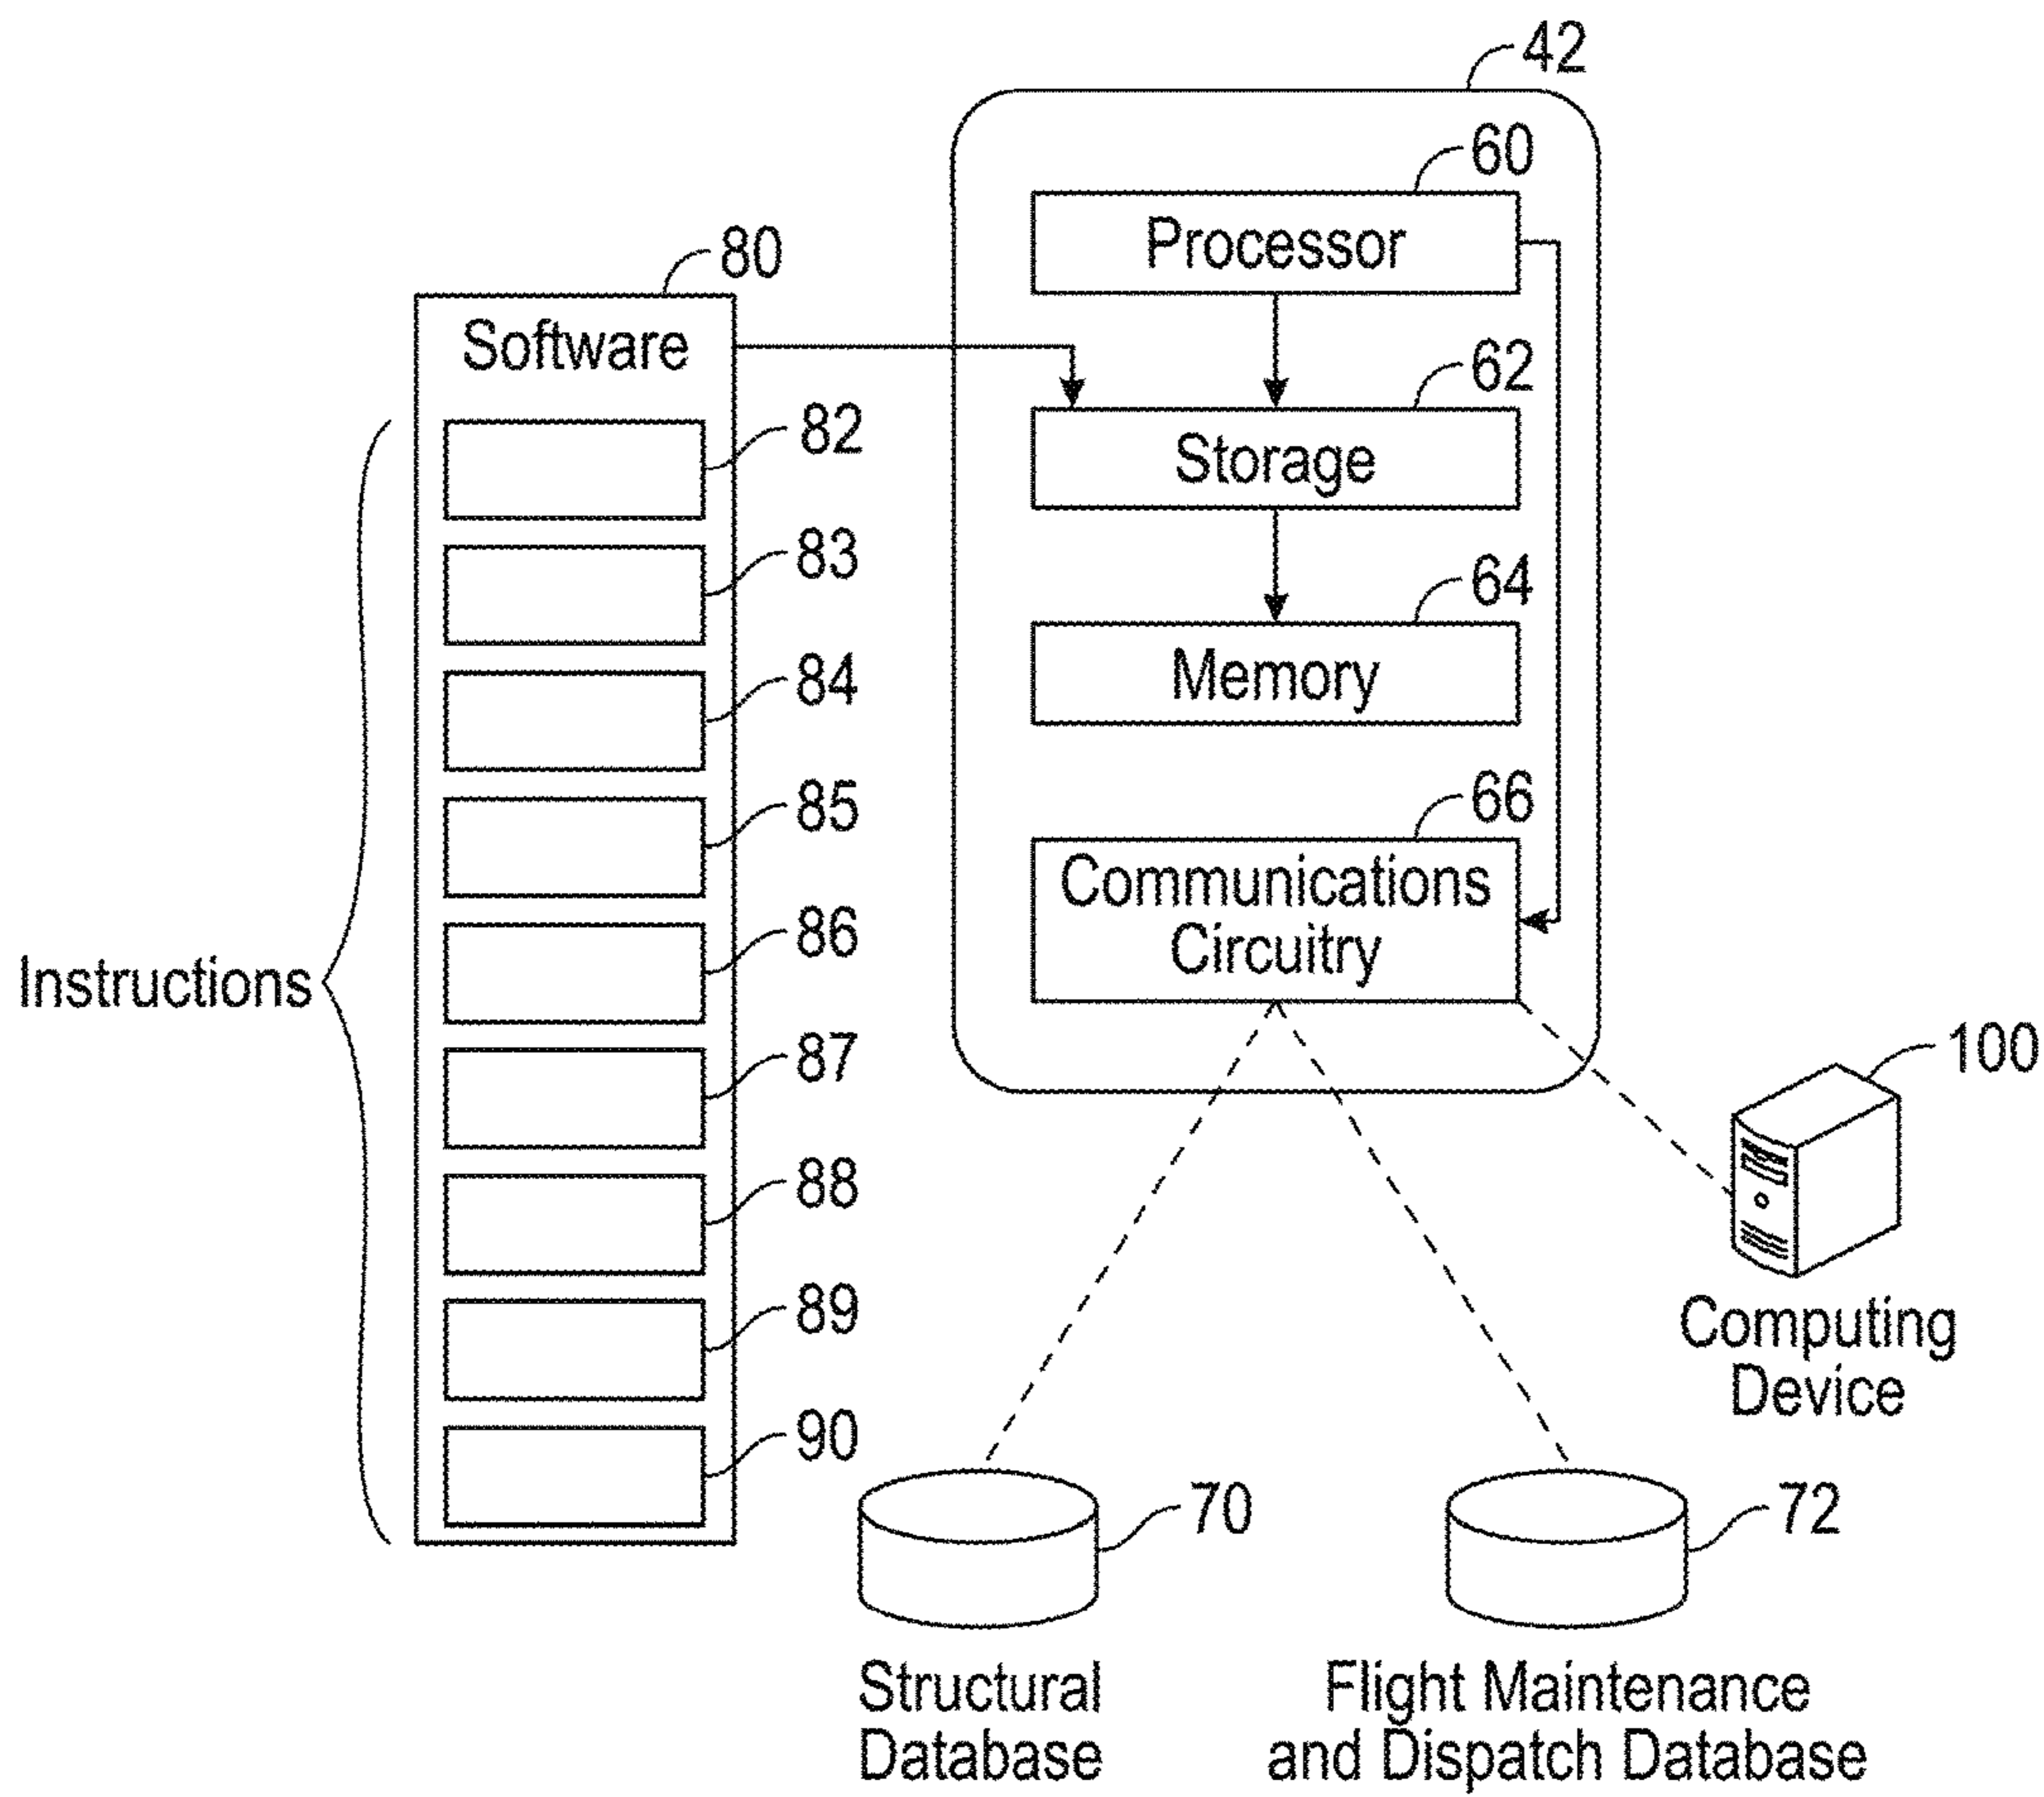 42
60
Processor
80
Software
62
Storage
82
83
64
Memory
84
85
66
Communications
Circuitry
86
Instructions
87
100
88
89
Computing
Device
90
70
72
Structural
Database
Flight Maintenance
and Dispatch Database